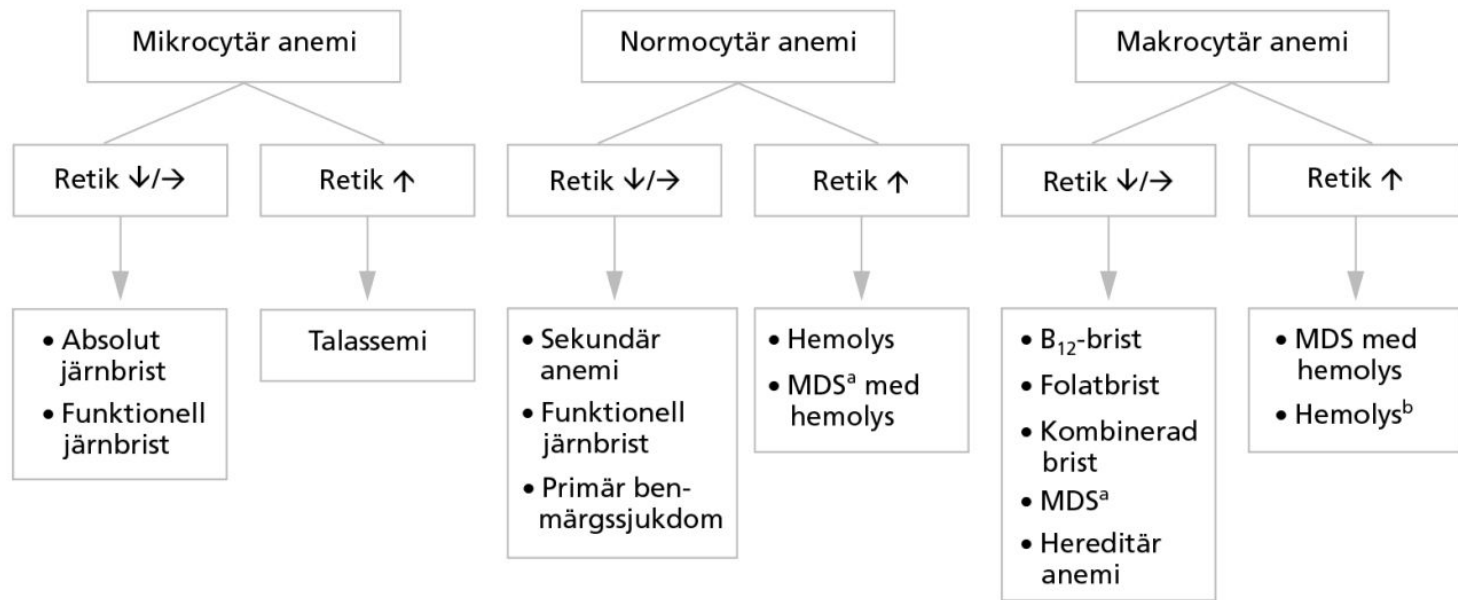 Mikrocytär anemi
Normocytär anemi
Makrocytär anemi
Retik ↓/→
Retik ↑
Retik ↓/→
Retik ↑
Retik ↓/→
Retik ↑
• Absolut
järnbrist
• Funktionell
järnbrist
Talassemi
• Sekundär
anemi
• Funktionell
järnbrist
• Primär ben-
märgssjukdom
• Hemolys
• MDSᵃ med
hemolys
• B₁₂-brist
• Folatbrist
• Kombinerad
brist
• MDSᵃ
• Hereditär
anemi
• MDS med
hemolys
• Hemolysᵇ